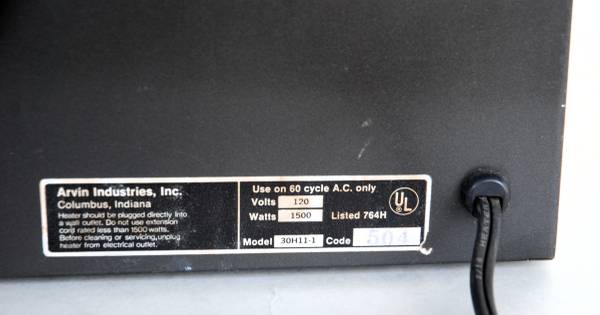 Arvin Industries, Inc.
Columbus, Indiana
Heater should be plugged directly into
a wall outlet. Do not use extension
cord rated less than 1500 watts.
Before cleaning or servicing, unplug
heater from electrical outlet.
Use on 60 cycle A.C. only
Volts 120
Watts 1500
Listed 764H
UL
Model 30H11-1 Code 504
HEATER